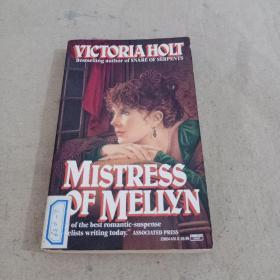 VICTORIA HOLT
Bestselling author of SNARE OF SERPENTS
MISTRESS
OF MELLYN
of the best romantic-suspense
elists writing today." ASSOCIATED PRESS